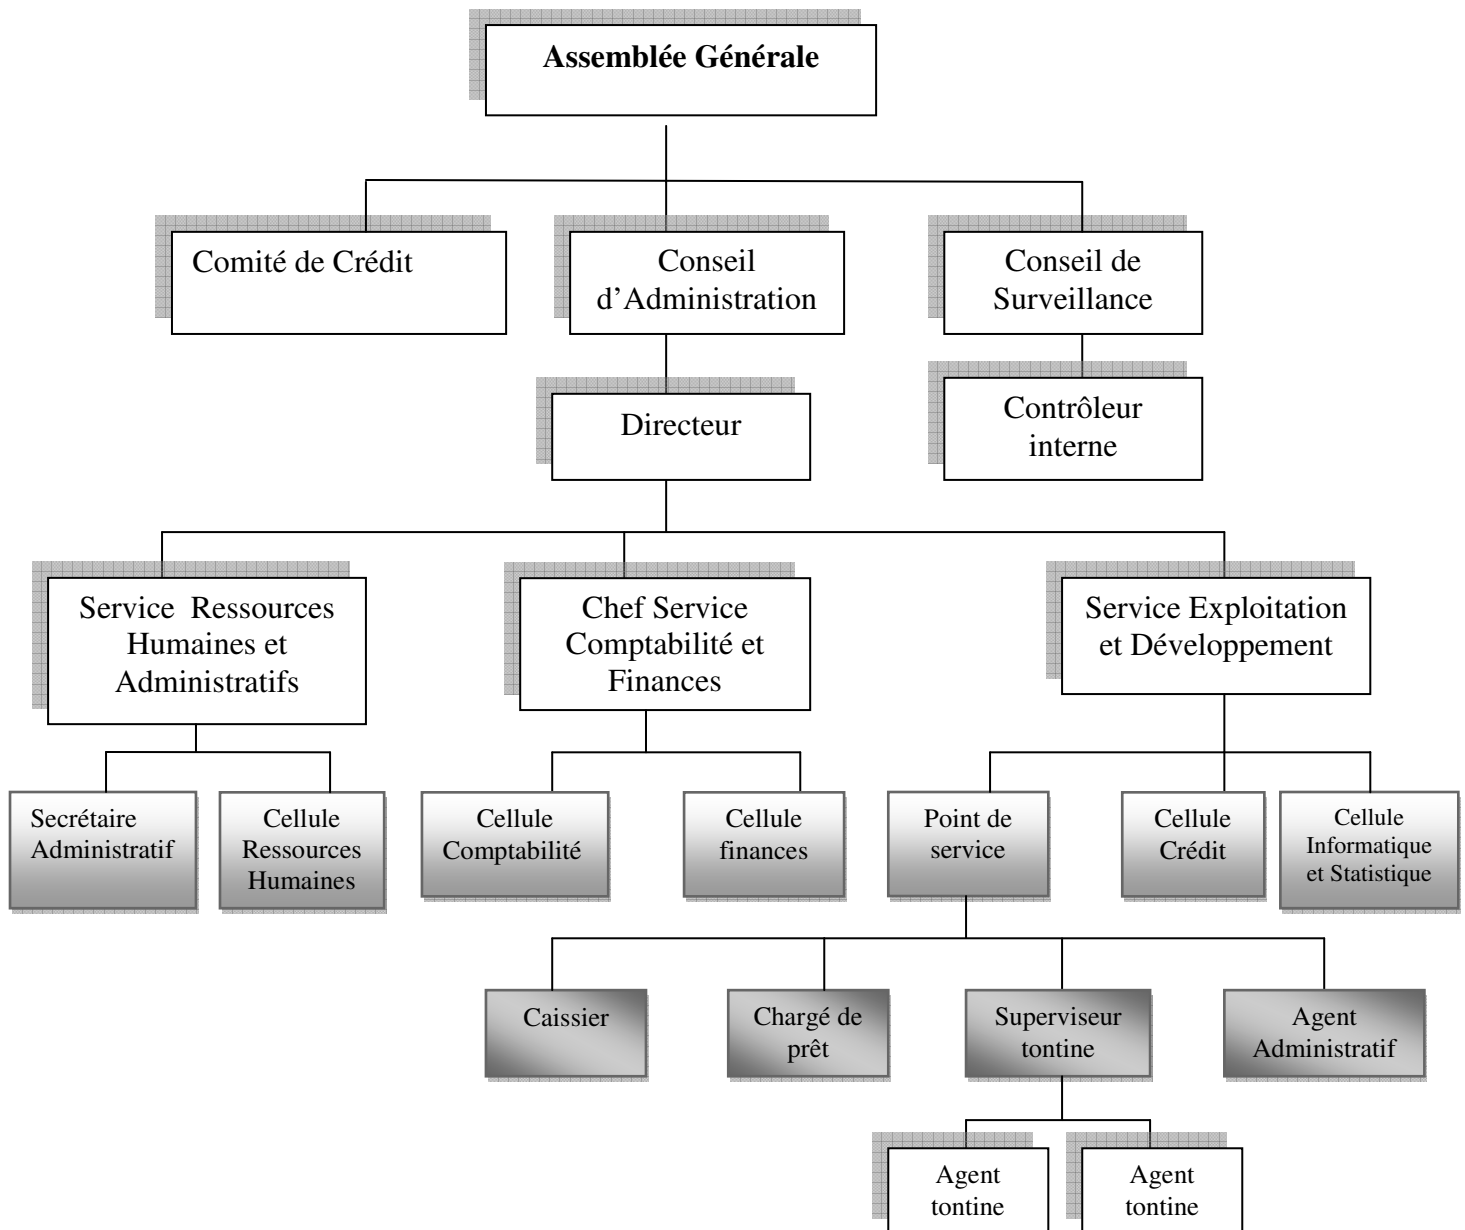 Assemblée Générale
Comité de Crédit
Conseil
d’Administration
Conseil de
Surveillance
Directeur
Contrôleur
interne
Service Ressources
Humaines et
Administratifs
Chef Service
Comptabilité et
Finances
Service Exploitation
et Développement
Secrétaire
Administratif
Cellule
Ressources
Humaines
Cellule
Comptabilité
Cellule
finances
Point de
service
Cellule
Crédit
Cellule
Informatique
et Statistique
Caissier
Chargé de
prêt
Superviseur
tontine
Agent
Administratif
Agent
tontine
Agent
tontine